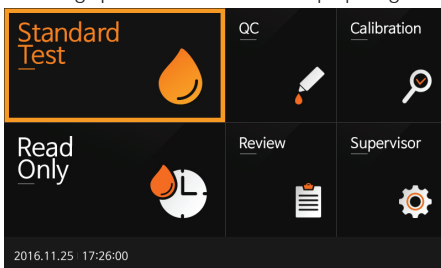 Standard
Test
QC
Calibration
Read
Only
Review
Supervisor
2016.11.25 17:26:00